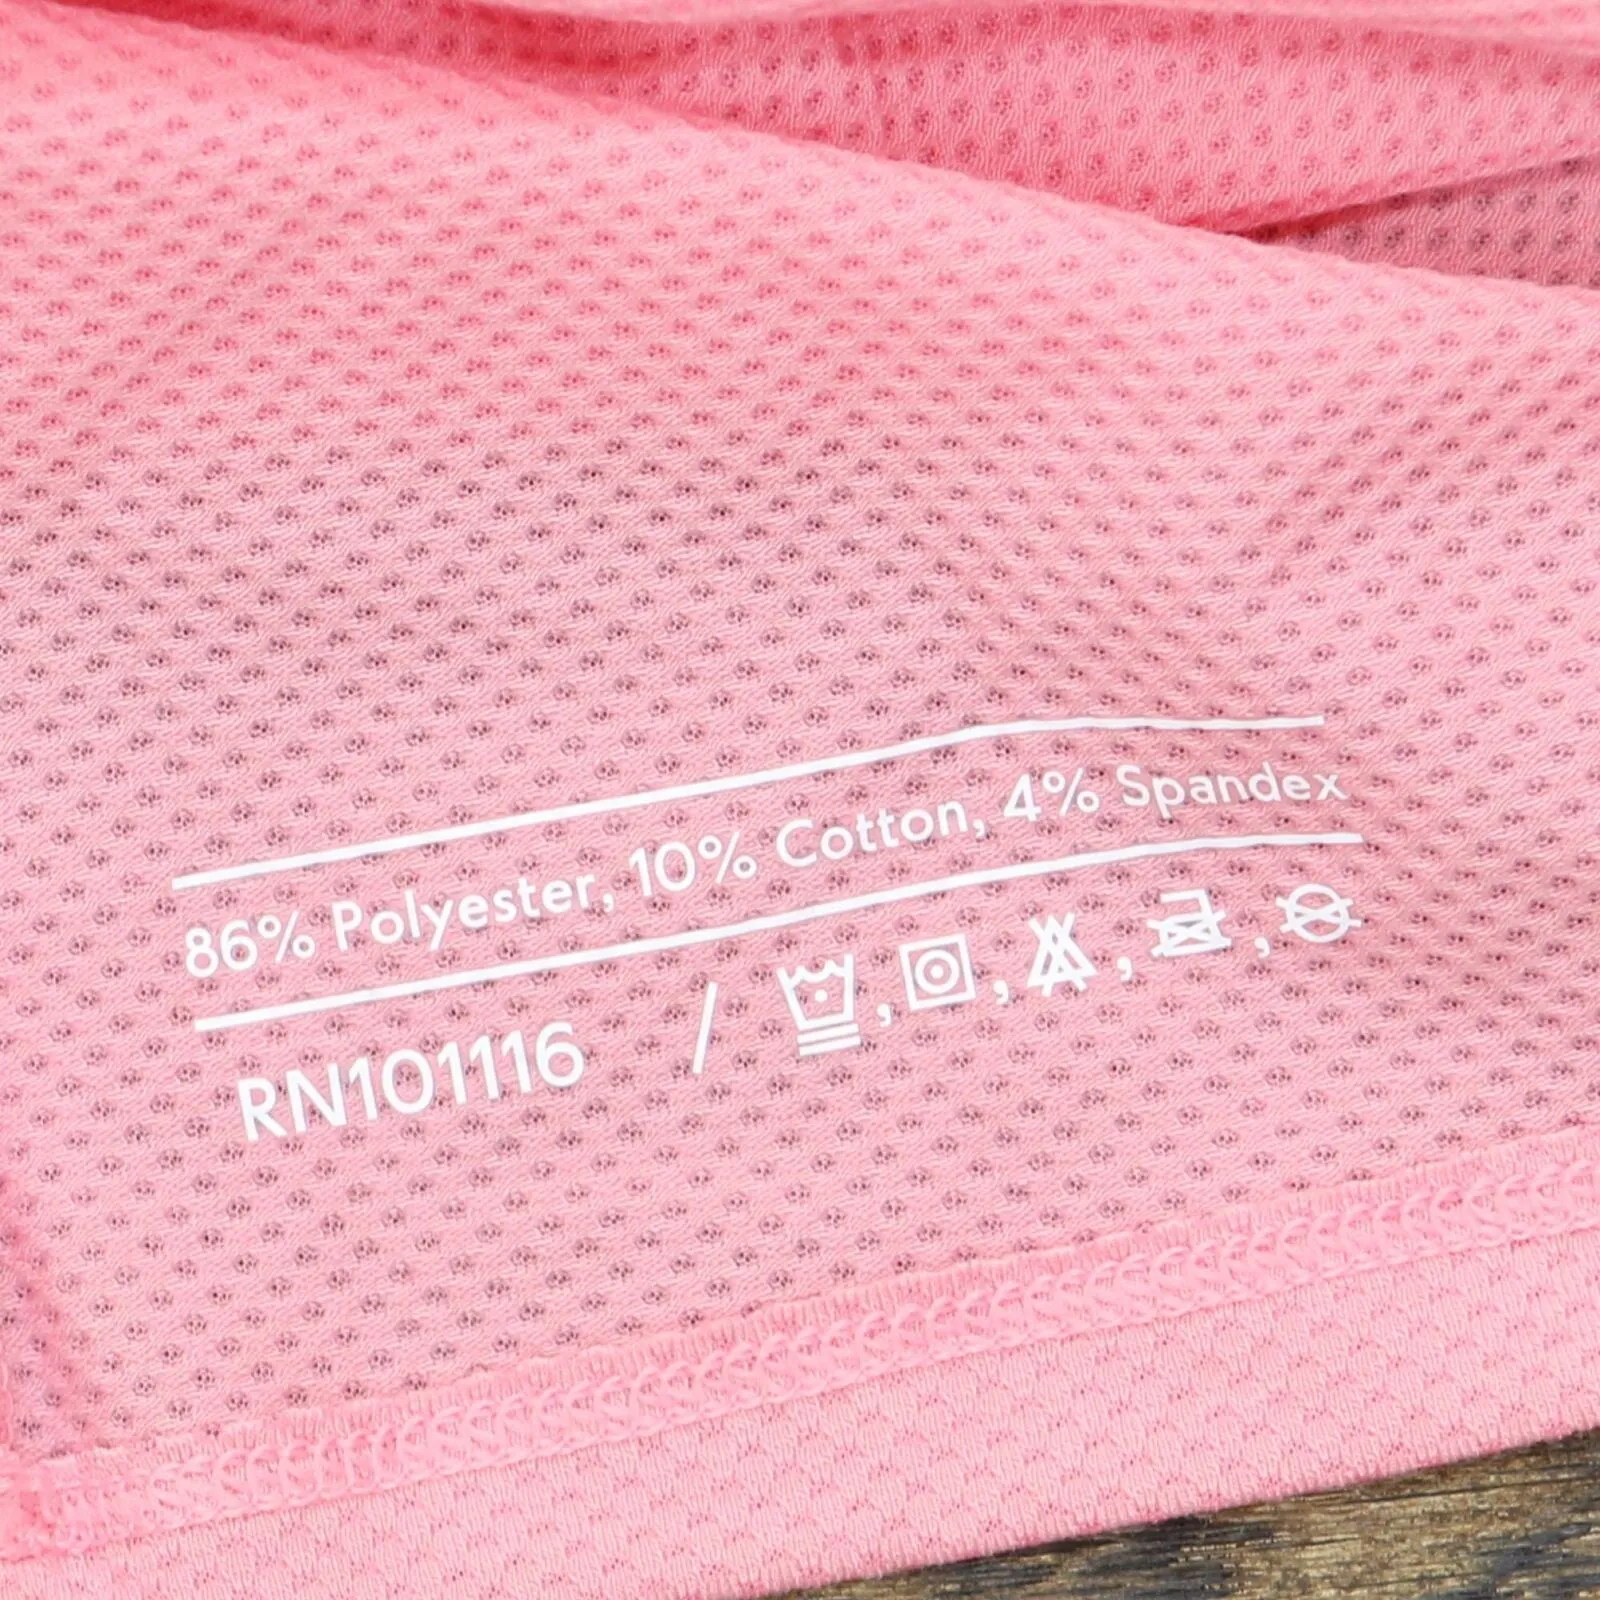 86% Polyester, 10% Cotton, 4% Spandex
RN101116 /